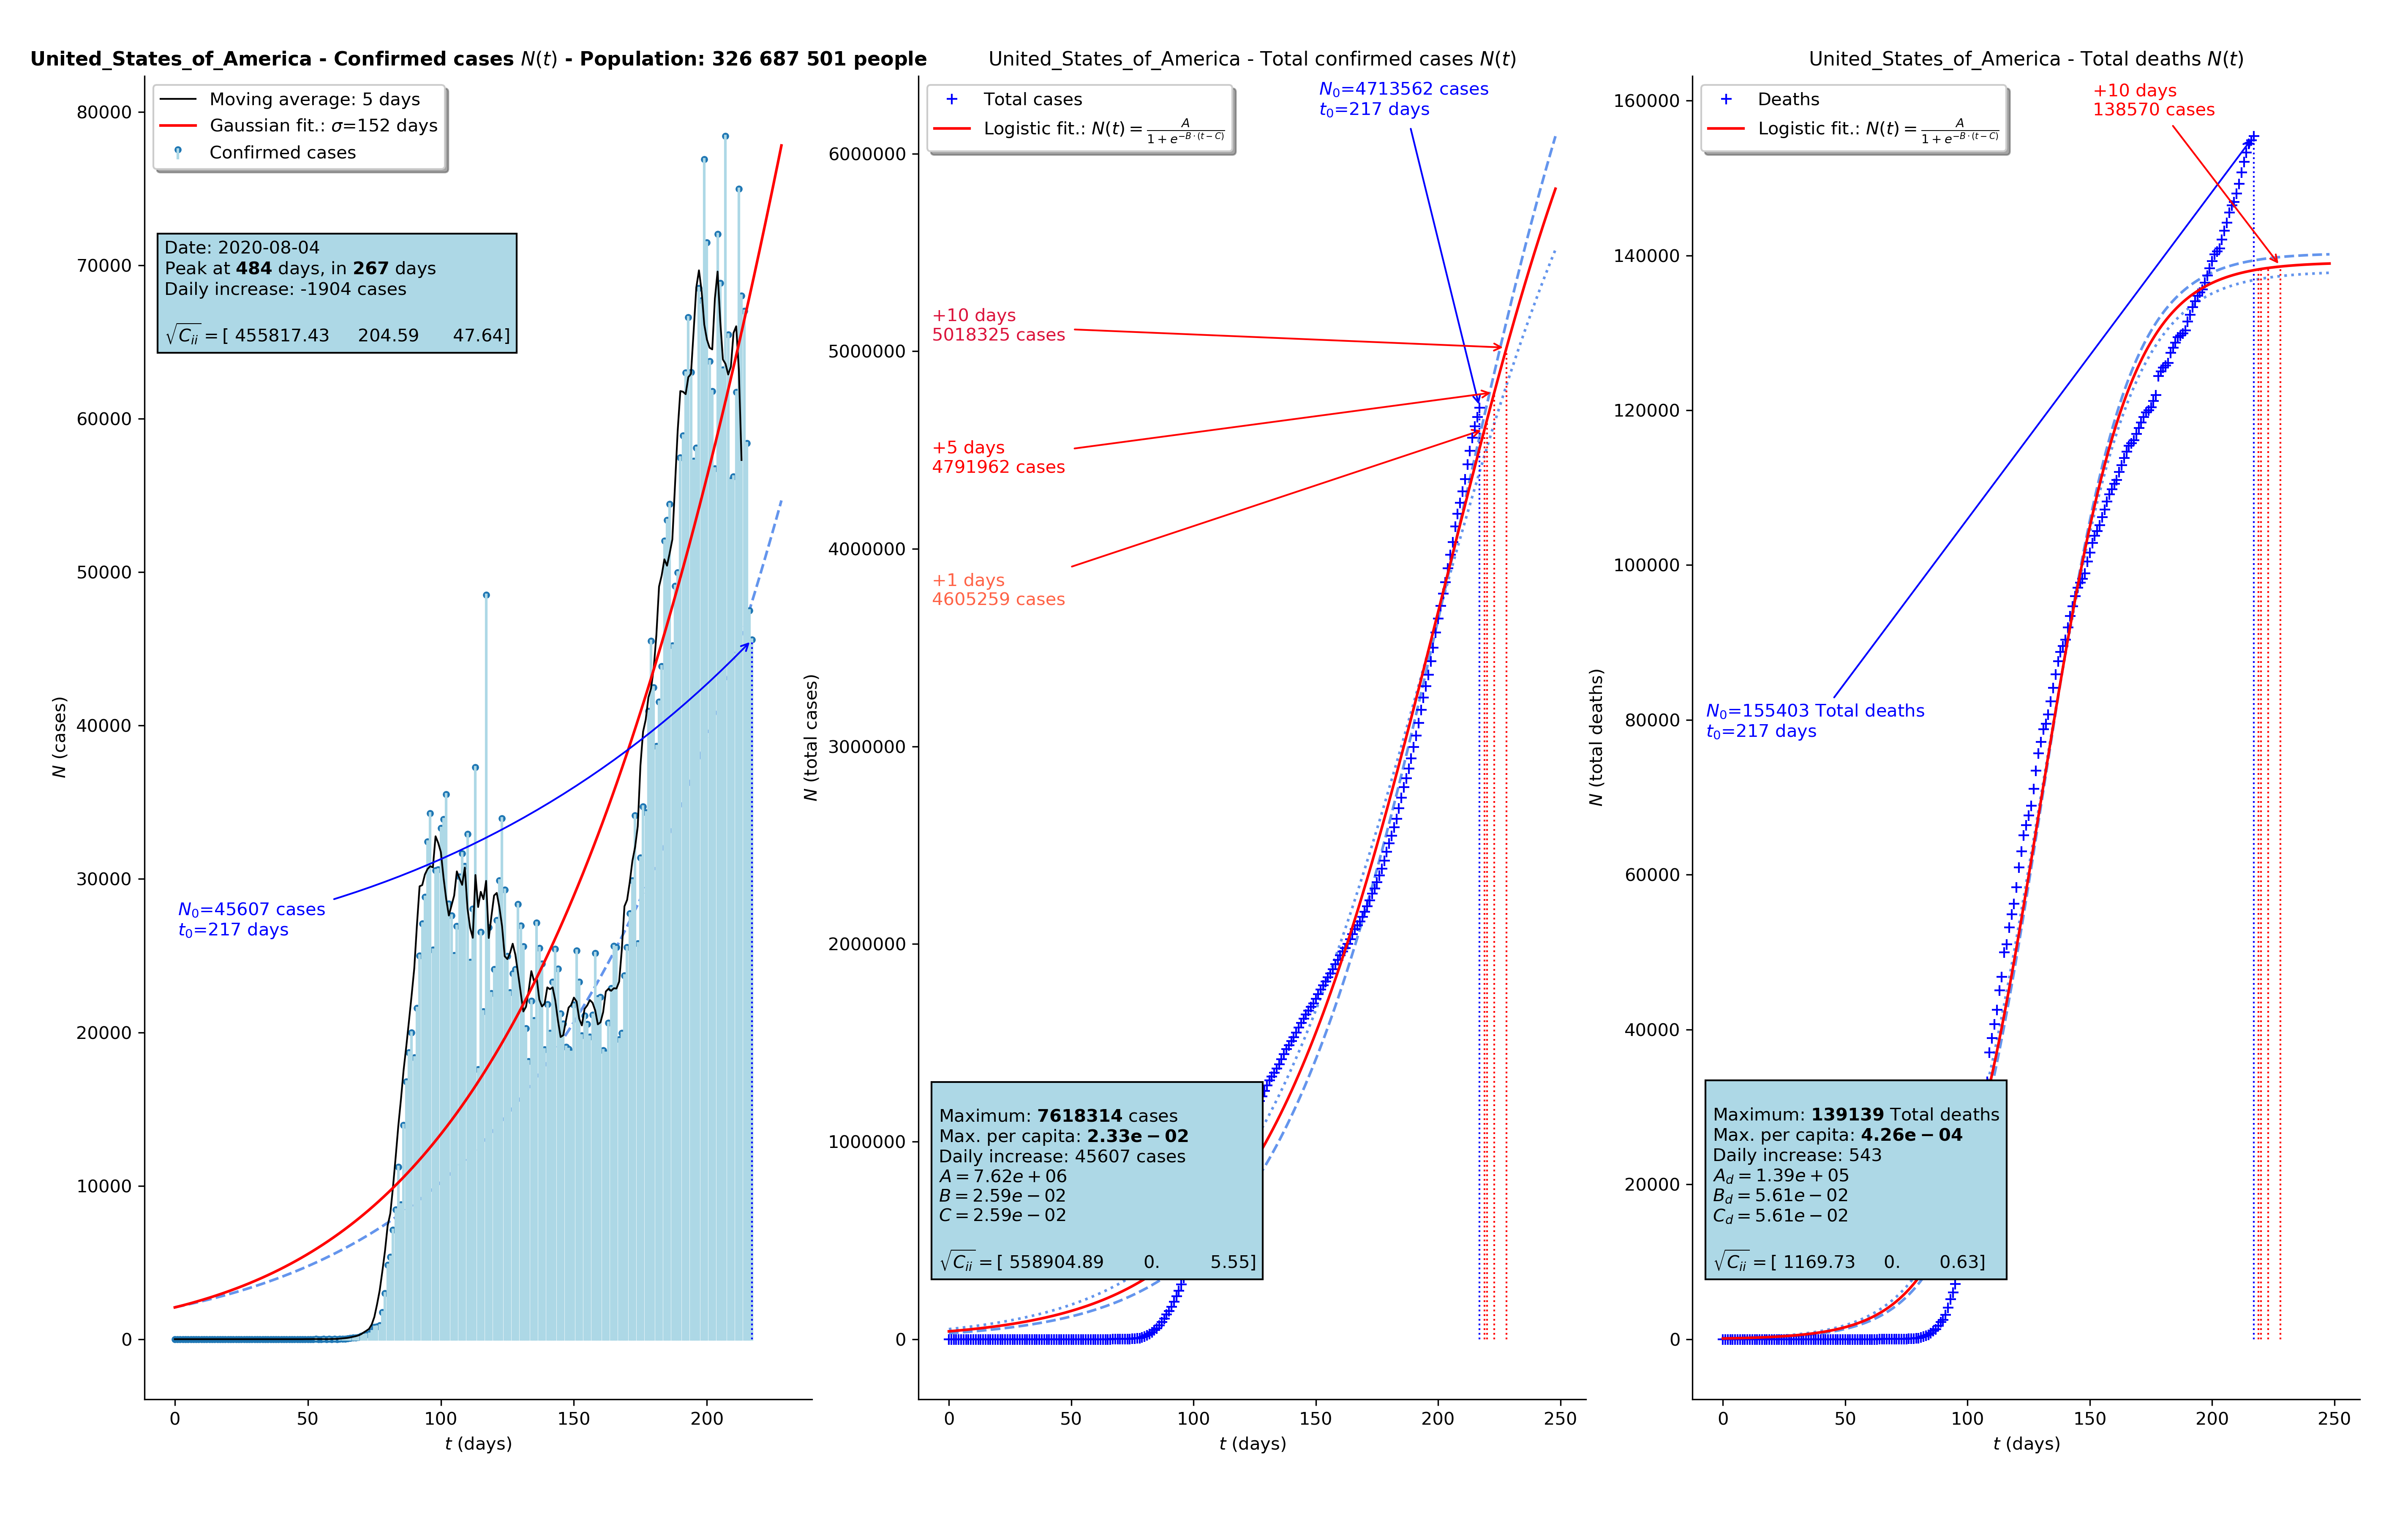 United_States_of_America - Confirmed cases N(t) - Population: 326 687 501 people
80000
70000
60000
50000
40000
30000
20000
10000
0
N (cases)
0 50 100 150 200
t (days)
Moving average: 5 days
Gaussian fit.: σ=152 days
Confirmed cases
Date: 2020-08-04
Peak at 484 days, in 267 days
Daily increase: -1904 cases
√Cii = [ 455817.43 204.59 47.64]
N0=45607 cases
t0=217 days
United_States_of_America - Total confirmed cases N(t)
6000000
5000000
4000000
3000000
2000000
1000000
0
N (total cases)
0 50 100 150 200 250
t (days)
Total cases
Logistic fit.: N(t) = A / 1 + e^−B·(t−C)
N0=4713562 cases
t0=217 days
+10 days
5018325 cases
+5 days
4791962 cases
+1 days
4605259 cases
Maximum: 7618314 cases
Max. per capita: 2.33e − 02
Daily increase: 45607 cases
A = 7.62e + 06
B = 2.59e − 02
C = 2.59e − 02
√Cii = [ 558904.89 0. 5.55]
United_States_of_America - Total deaths N(t)
160000
140000
120000
100000
80000
60000
40000
20000
0
N (total deaths)
0 50 100 150 200 250
t (days)
Deaths
Logistic fit.: N(t) = A / 1 + e^−B·(t−C)
+10 days
138570 cases
N0=155403 Total deaths
t0=217 days
Maximum: 139139 Total deaths
Max. per capita: 4.26e − 04
Daily increase: 543
Ad = 1.39e + 05
Bd = 5.61e − 02
Cd = 5.61e − 02
√Cii = [ 1169.73 0. 0.63]